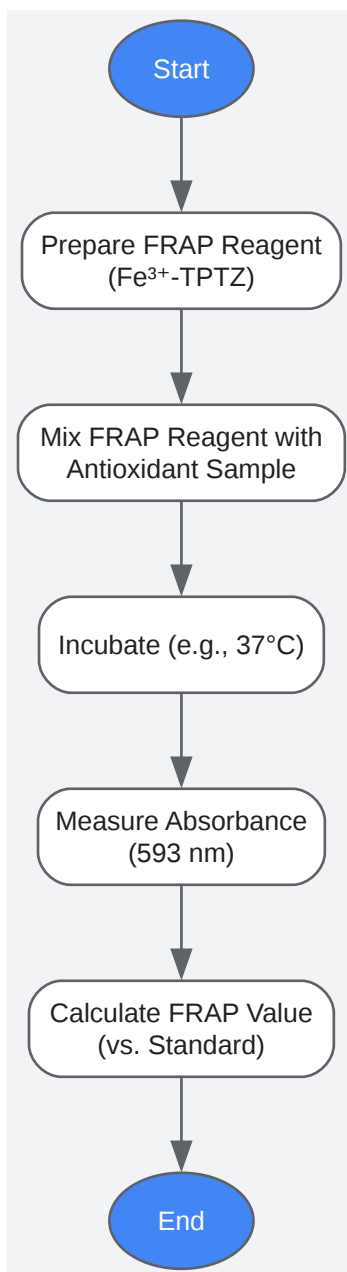 Start
Prepare FRAP Reagent
(Fe³⁺-TPTZ)
Mix FRAP Reagent with
Antioxidant Sample
Incubate (e.g., 37°C)
Measure Absorbance
(593 nm)
Calculate FRAP Value
(vs. Standard)
End